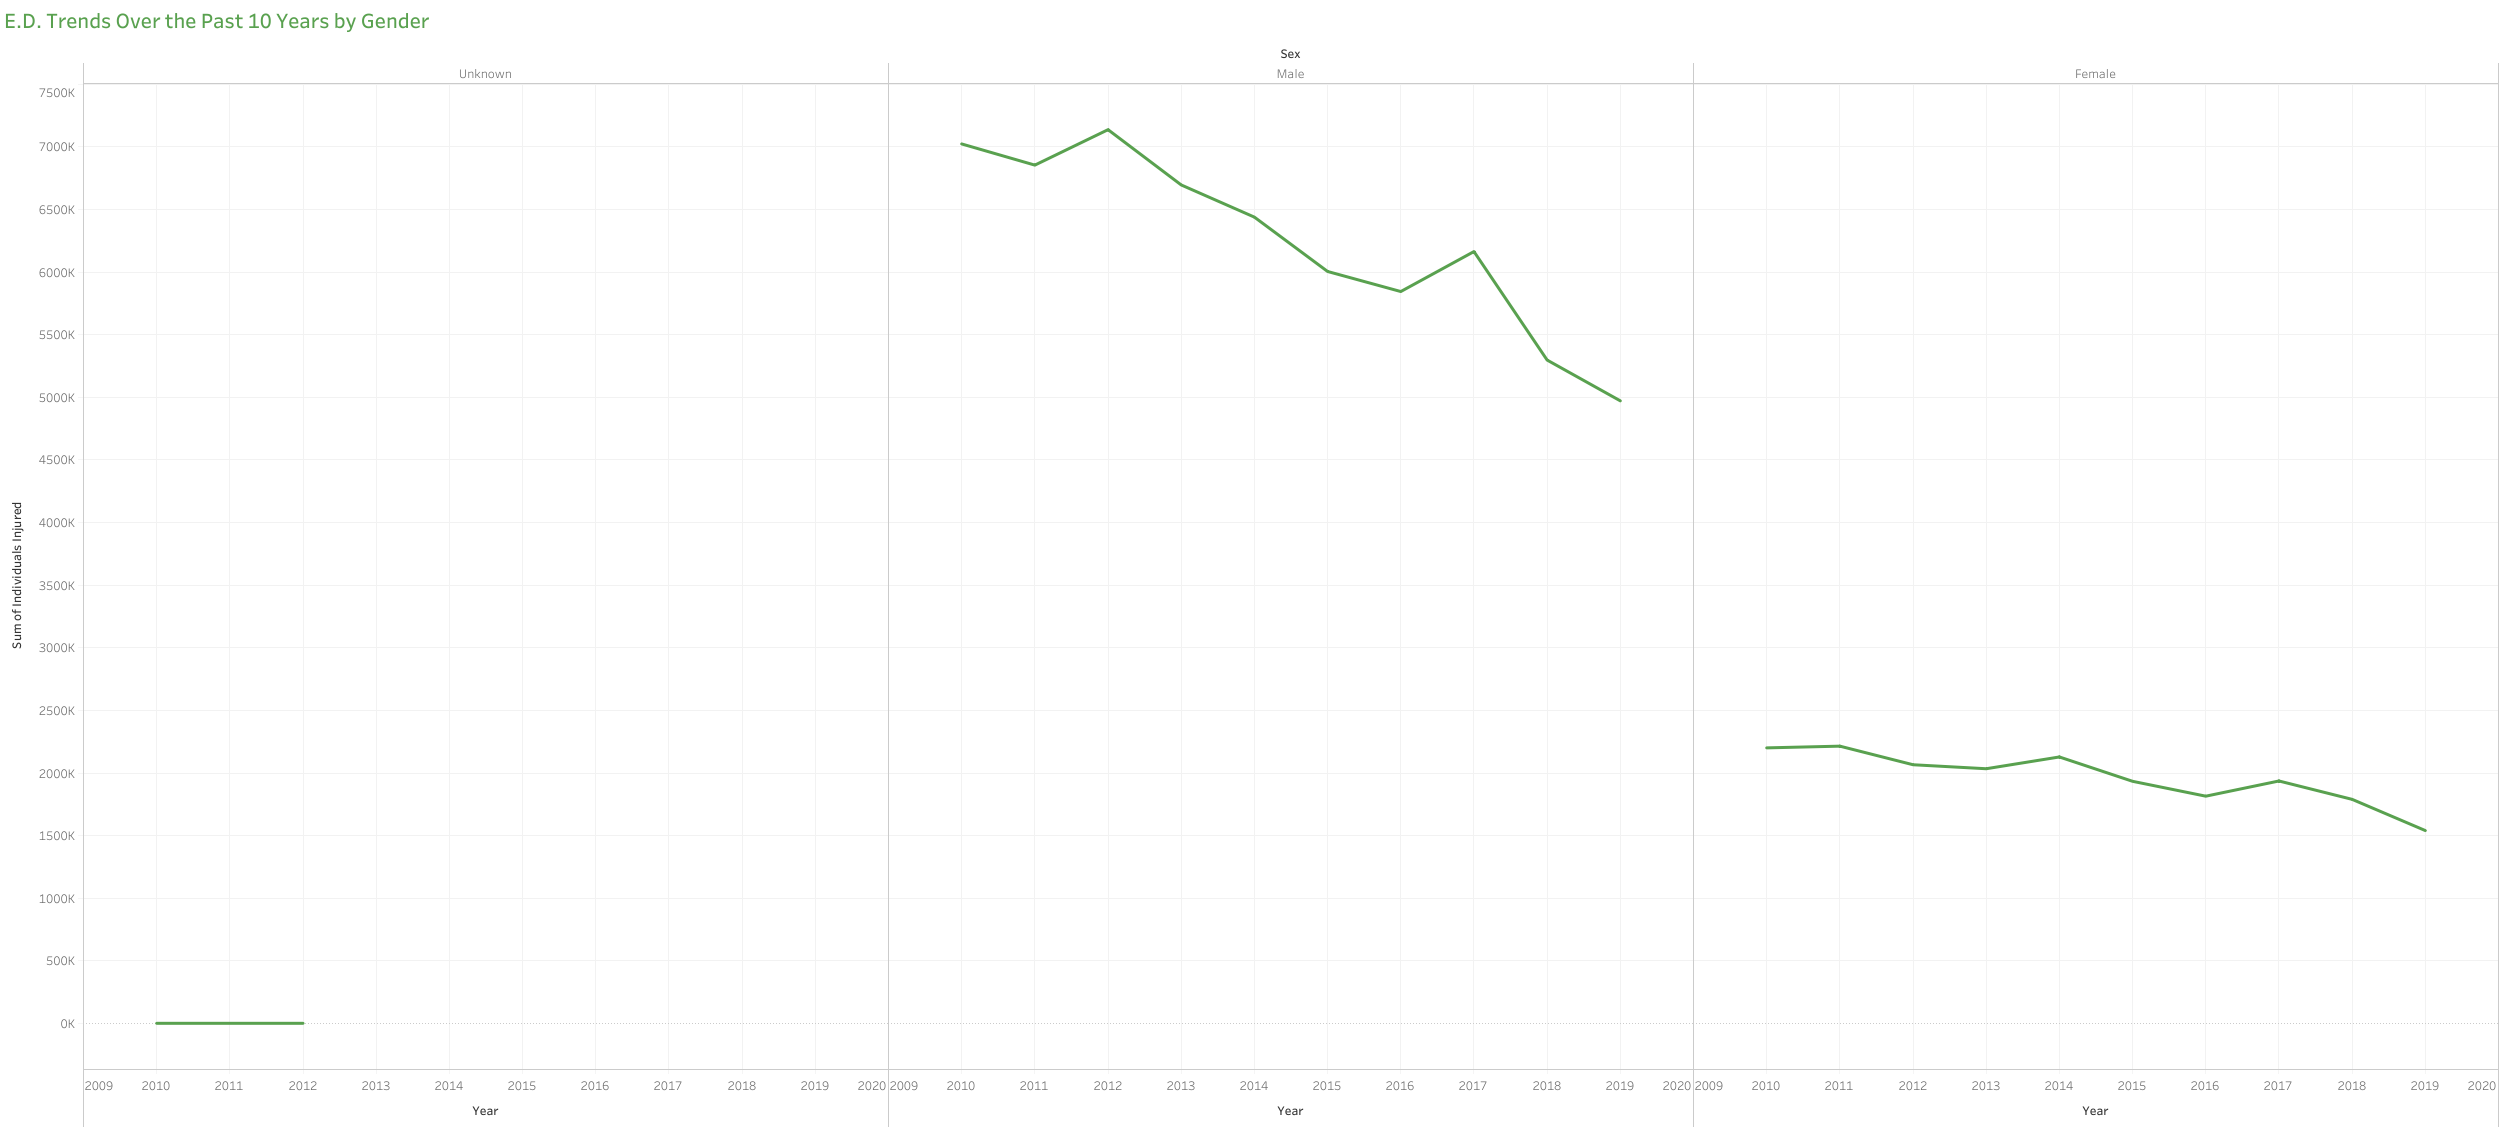 E.D. Trends Over the Past 10 Years by Gender
Sex
Unknown Male Female
7500K
7000K
6500K
6000K
5500K
5000K
4500K
4000K
3500K
3000K
2500K
2000K
1500K
1000K
500K
0K
Sum of Individuals Injured
2009 2010 2011 2012 2013 2014 2015 2016 2017 2018 2019 2020 2009 2010 2011 2012 2013 2014 2015 2016 2017 2018 2019 2020 2009 2010 2011 2012 2013 2014 2015 2016 2017 2018 2019 2020
Year Year Year